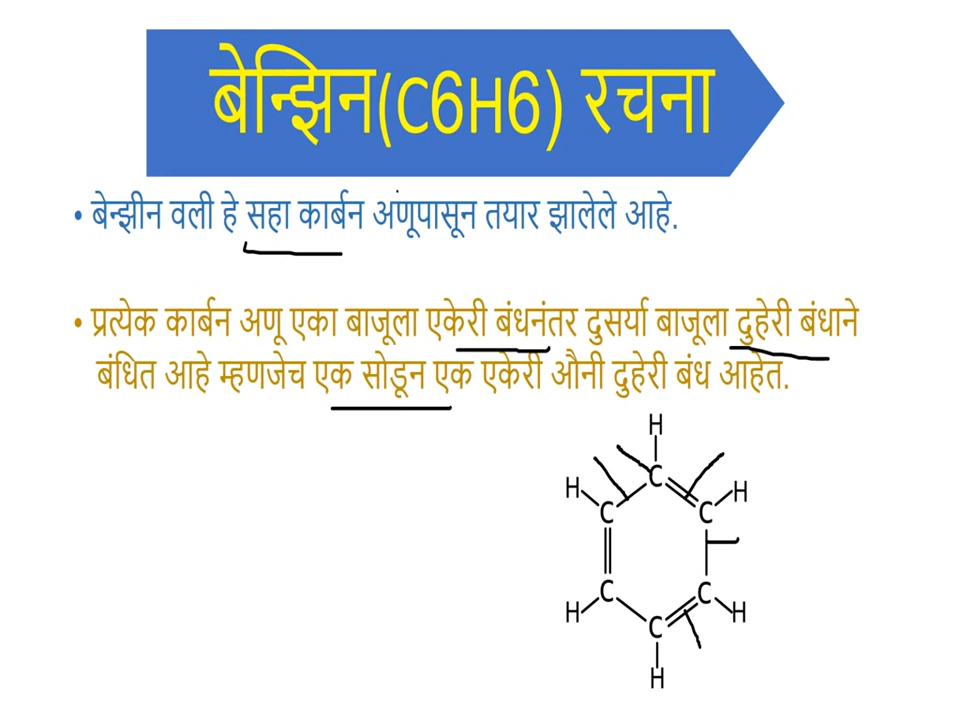 बेन्झिन(C6H6) रचना
• बेन्झीन वली हे सहा कार्बन अंणूपासून तयार झालेले आहे.
• प्रत्येक कार्बन अणू एका बाजूला एकेरी बंधनंतर दुसर्या बाजूला दुहेरी बंधाने
बंधित आहे म्हणजेच एक सोडून एक एकेरी औनी दुहेरी बंध आहेत.
H
C
H C C H
H C C H
C
H